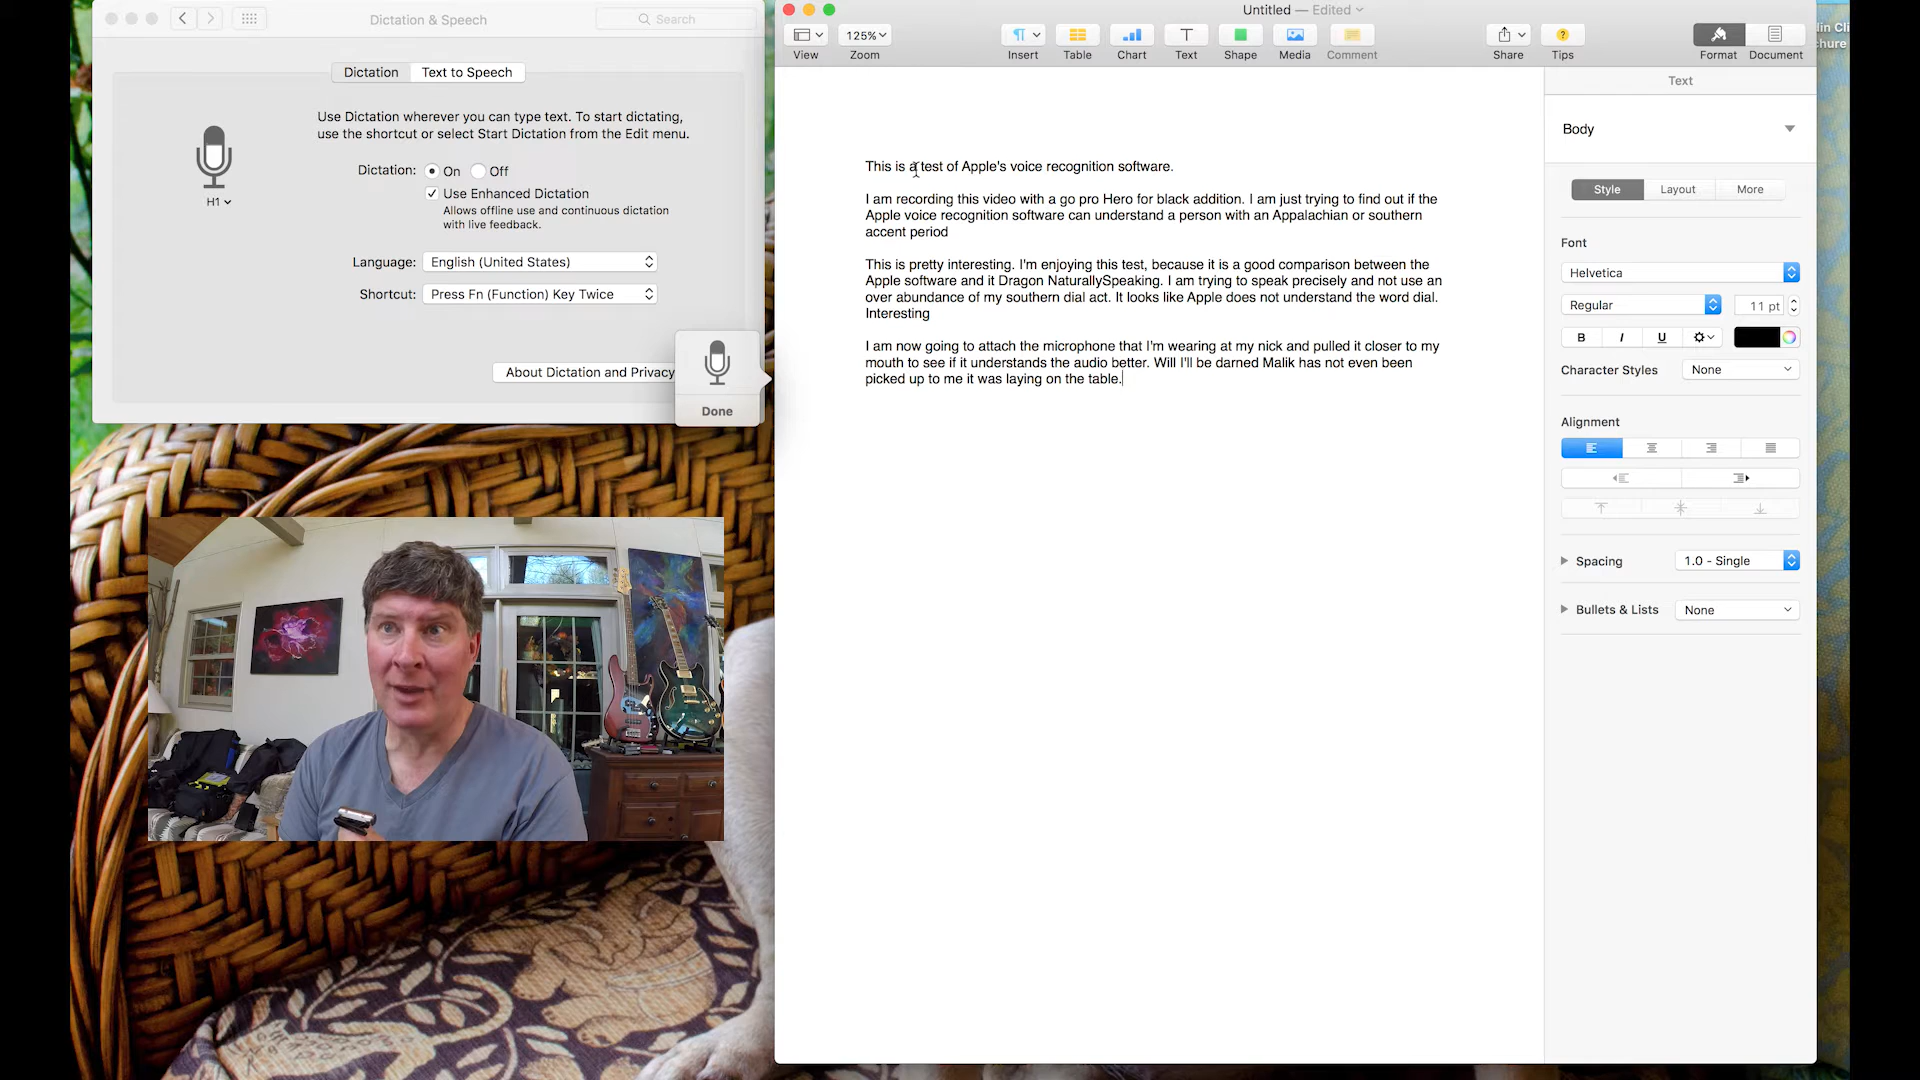 Dictation & Speech
Search
Dictation
Text to Speech
Use Dictation wherever you can type text. To start dictating,
use the shortcut or select Start Dictation from the Edit menu.
H1
Dictation:
On
Off
Use Enhanced Dictation
Allows offline use and continuous dictation
with live feedback.
Language:
English (United States)
Shortcut:
Press Fn (Function) Key Twice
About Dictation and Privacy
Done
Untitled — Edited
View
125%
Zoom
Insert
Table
Chart
Text
Shape
Media
Comment
Share
Tips
Format
Document
This is a test of Apple's voice recognition software.
I am recording this video with a go pro Hero for black addition. I am just trying to find out if the
Apple voice recognition software can understand a person with an Appalachian or southern
accent period
This is pretty interesting. I'm enjoying this test, because it is a good comparison between the
Apple software and it Dragon NaturallySpeaking. I am trying to speak precisely and not use an
over abundance of my southern dial act. It looks like Apple does not understand the word dial.
Interesting
I am now going to attach the microphone that I'm wearing at my nick and pulled it closer to my
mouth to see if it understands the audio better. Will I'll be darned Malik has not even been
picked up to me it was laying on the table.
Text
Body
Style
Layout
More
Font
Helvetica
Regular
11 pt
B
I
U
Character Styles
None
Alignment
Spacing
1.0 - Single
Bullets & Lists
None